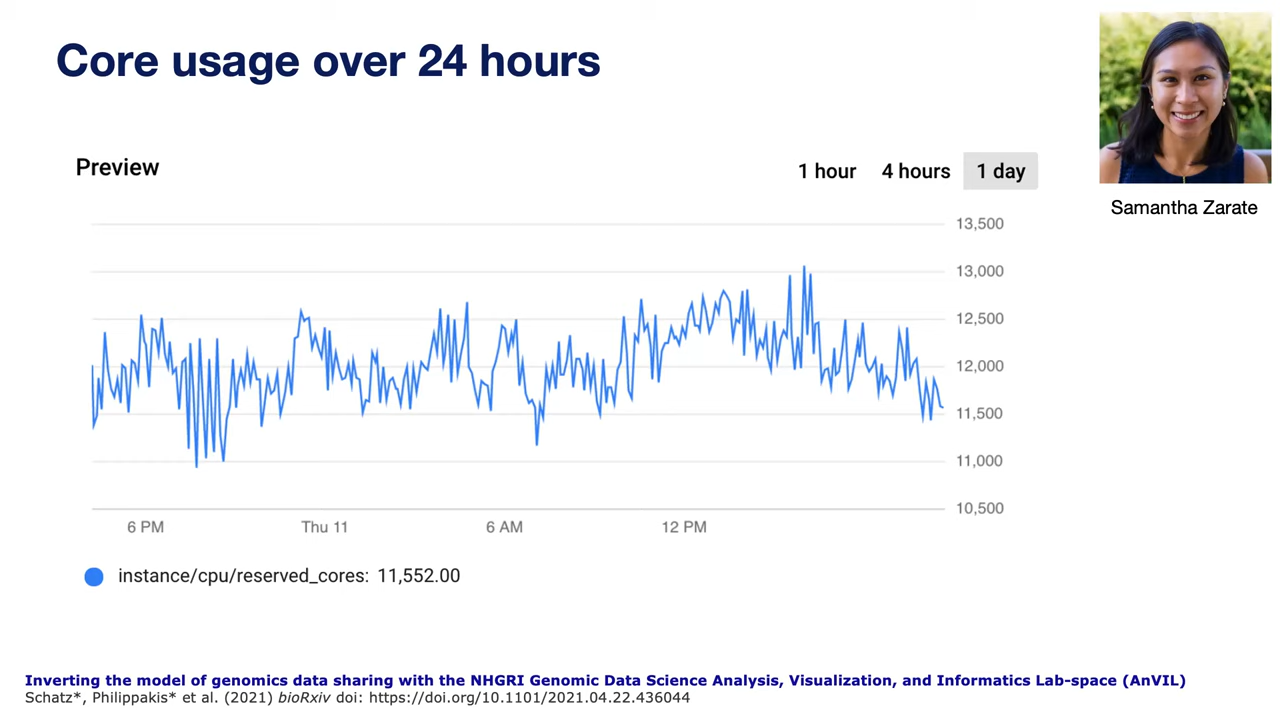 Core usage over 24 hours
Samantha Zarate
Preview
1 hour 4 hours 1 day
13,500
13,000
12,500
12,000
11,500
11,000
10,500
6 PM Thu 11 6 AM 12 PM
instance/cpu/reserved_cores: 11,552.00
Inverting the model of genomics data sharing with the NHGRI Genomic Data Science Analysis, Visualization, and Informatics Lab-space (AnVIL)
Schatz*, Philippakis* et al. (2021) bioRxiv doi: https://doi.org/10.1101/2021.04.22.436044